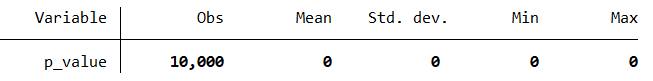 Variable Obs Mean Std. dev. Min Max
p_value 10,000 0 0 0 0